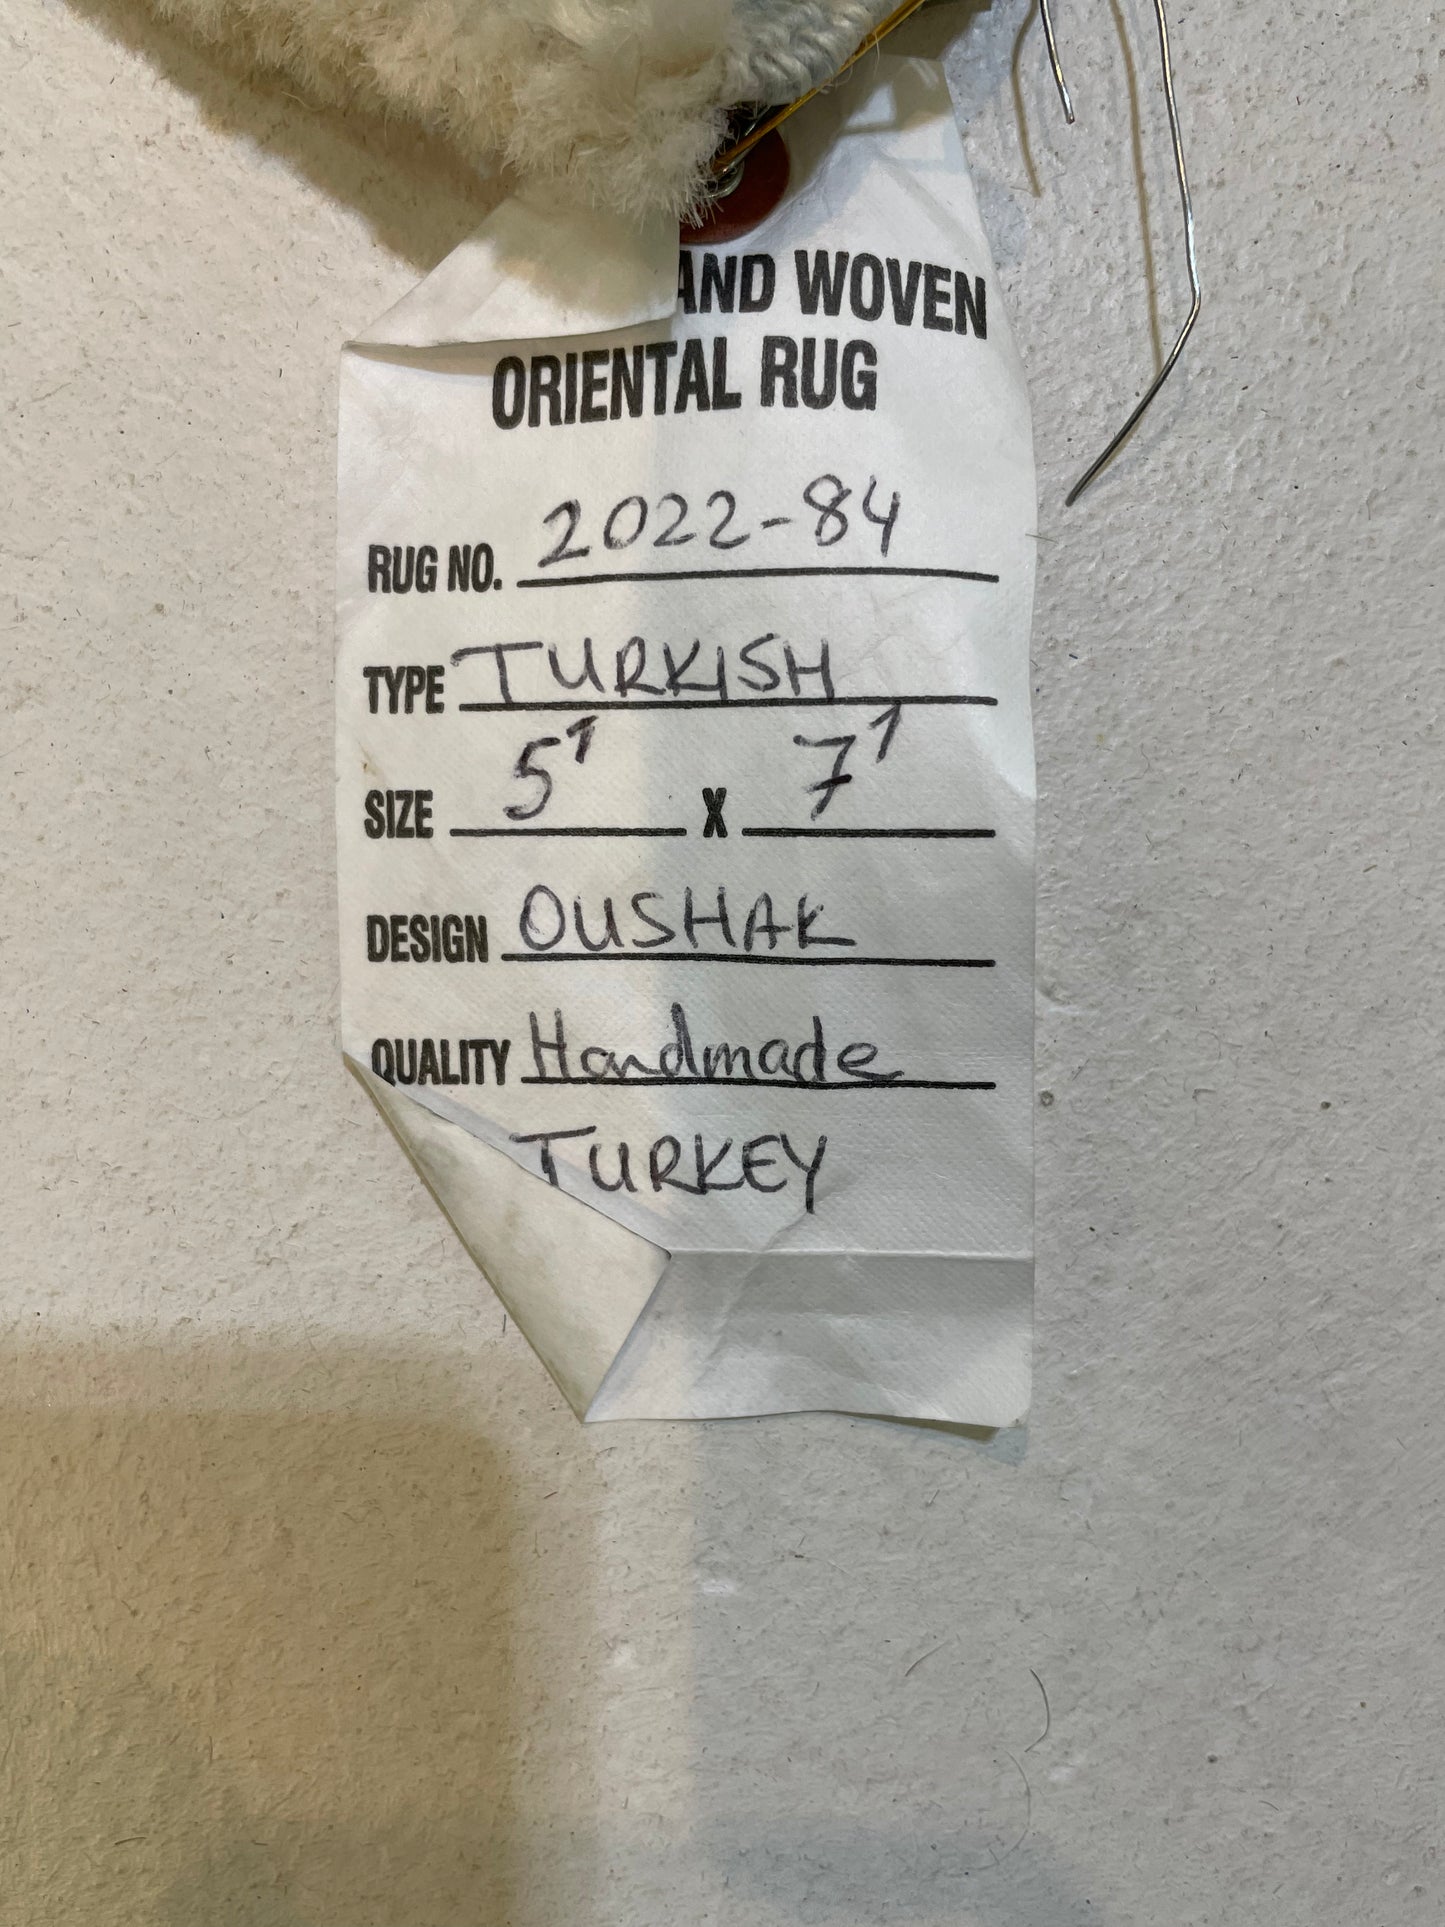 AND WOVEN
ORIENTAL RUG
RUG NO. 2022-84
TYPE TURKISH
SIZE 5' X 7'
DESIGN OUSHAK
QUALITY Handmade
TURKEY